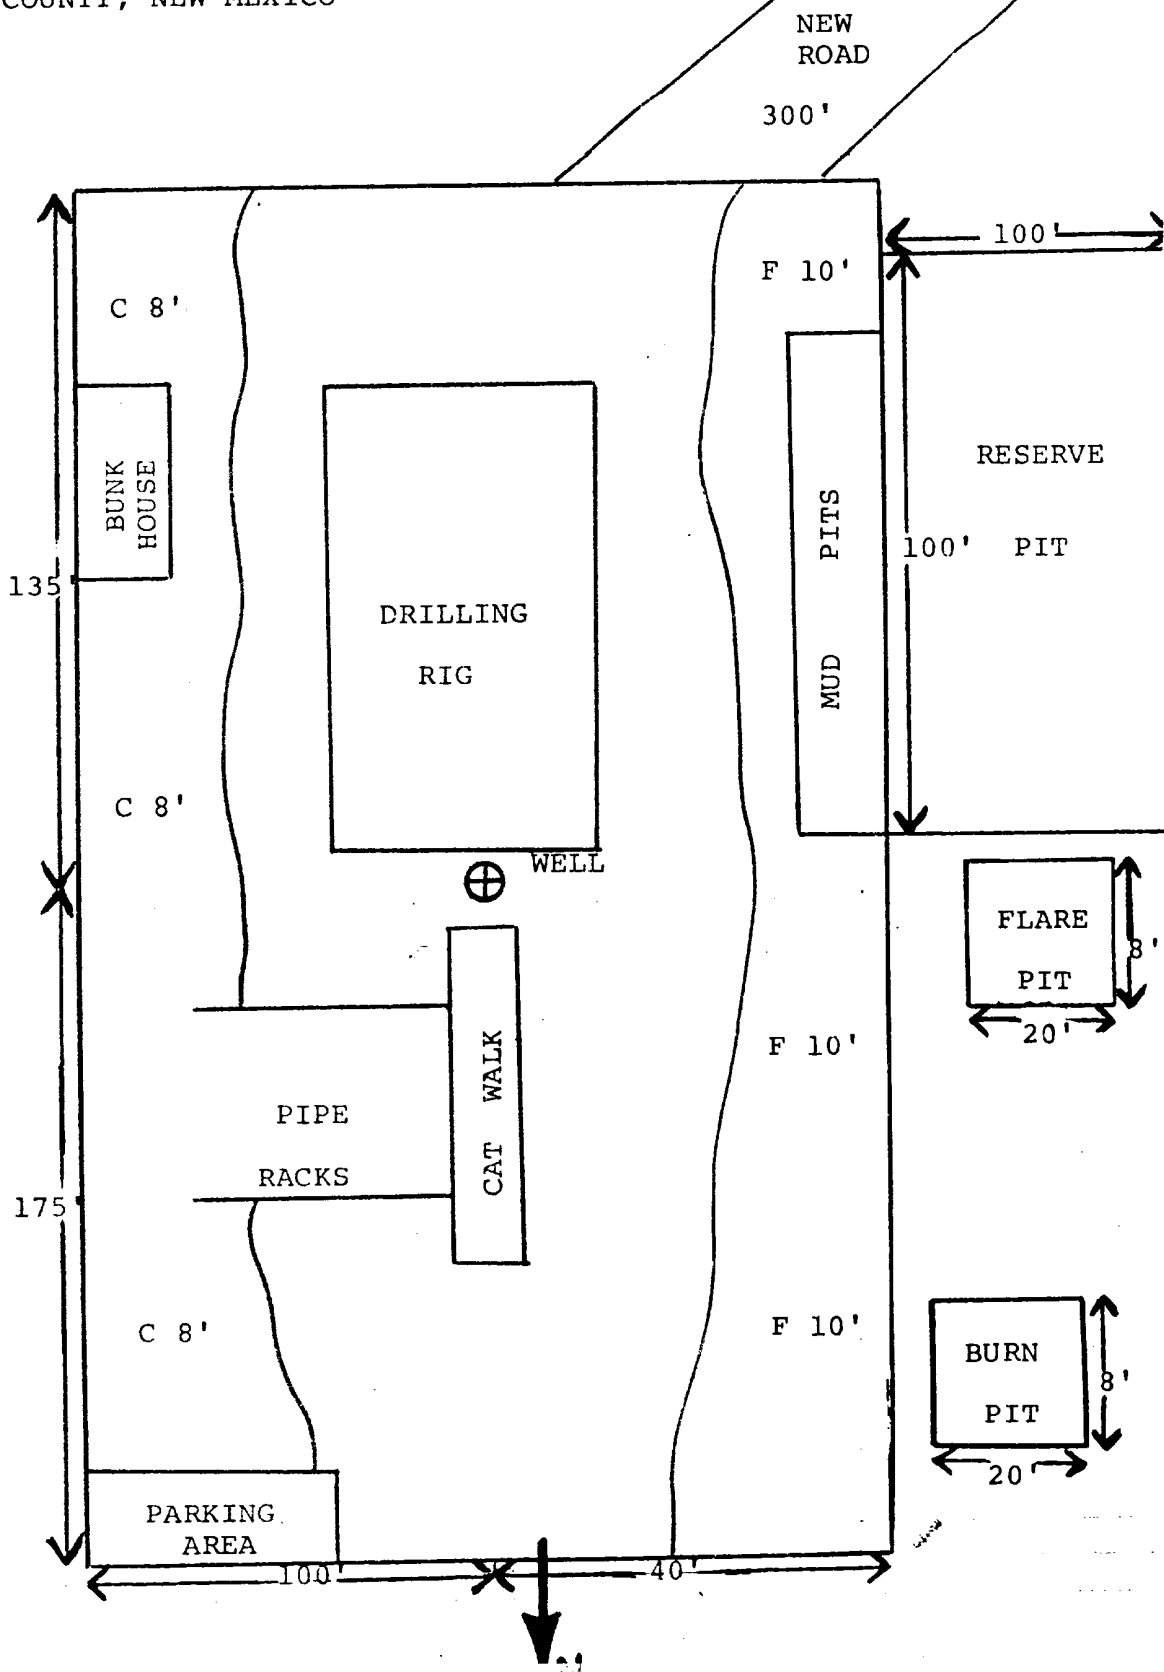 COUNTY, NEW MEXICO
NEW
ROAD
300'
100'
F 10'
C 8'
BUNK
HOUSE
RESERVE
PIT
MUD PITS
100'
135'
DRILLING
RIG
C 8'
WELL
FLARE
PIT
8'
20'
CAT WALK
F 10'
PIPE
RACKS
175'
C 8'
F 10'
BURN
PIT
8'
20'
PARKING
AREA
100'
40'